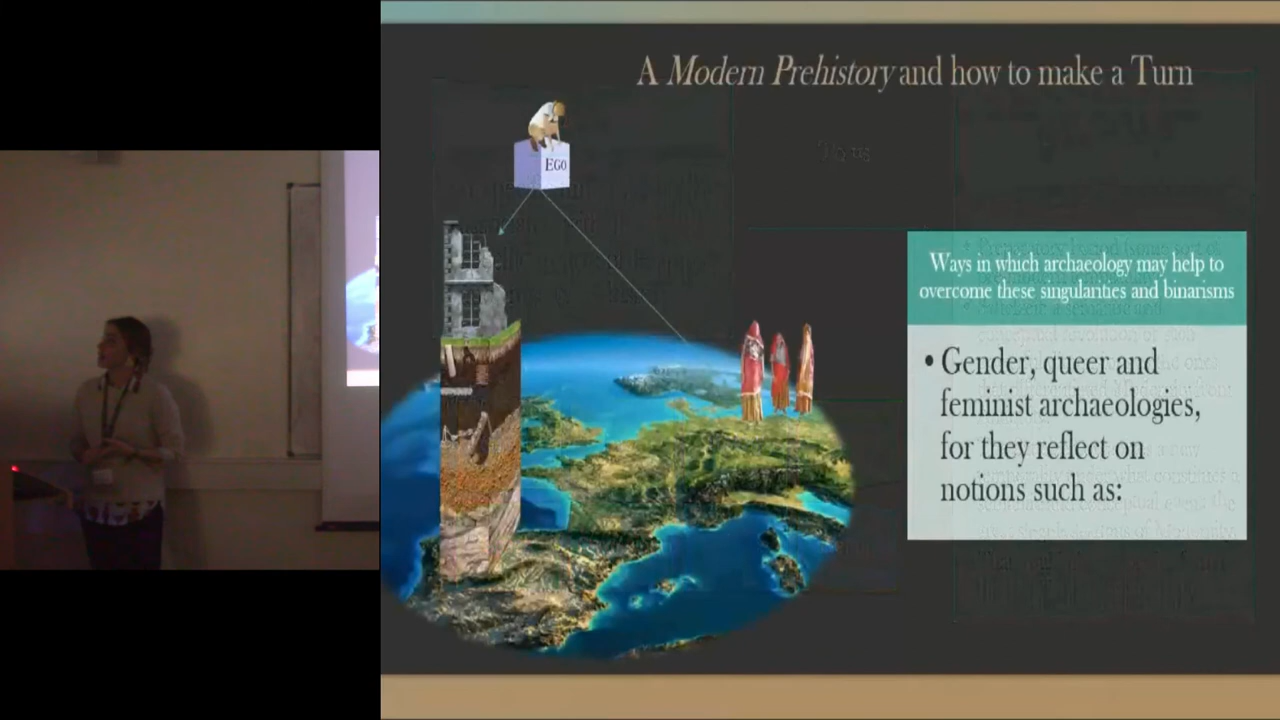 A Modern Prehistory and how to make a Turn
EGO
Ways in which archaeology may help to
overcome these singularities and binarisms
• Gender, queer and
feminist archaeologies,
for they reflect on
notions such as: